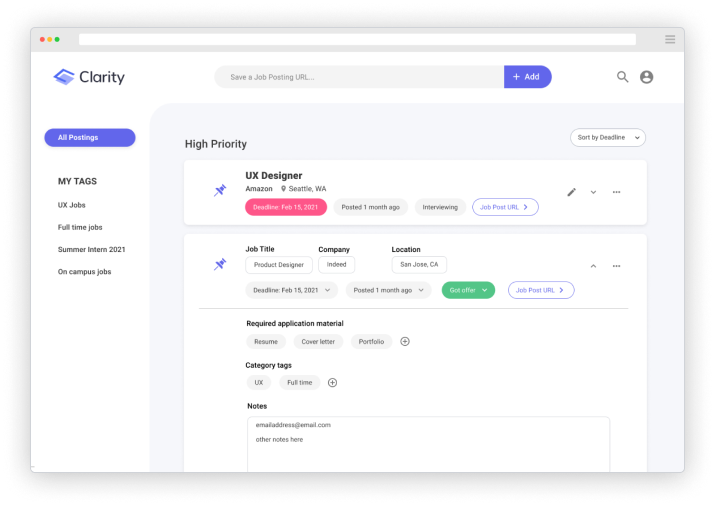 Clarity
Save a Job Posting URL...
+ Add
All Postings
MY TAGS
UX Jobs
Full time jobs
Summer Intern 2021
On campus jobs
High Priority
Sort by Deadline
UX Designer
Amazon Seattle, WA
Deadline: Feb 15, 2021 Posted 1 month ago Interviewing Job Post URL
Job Title Company Location
Product Designer Indeed San Jose, CA
Deadline: Feb 15, 2021 Posted 1 month ago Got offer Job Post URL
Required application material
Resume Cover letter Portfolio
Category tags
UX Full time
Notes
emailaddress@email.com
other notes here